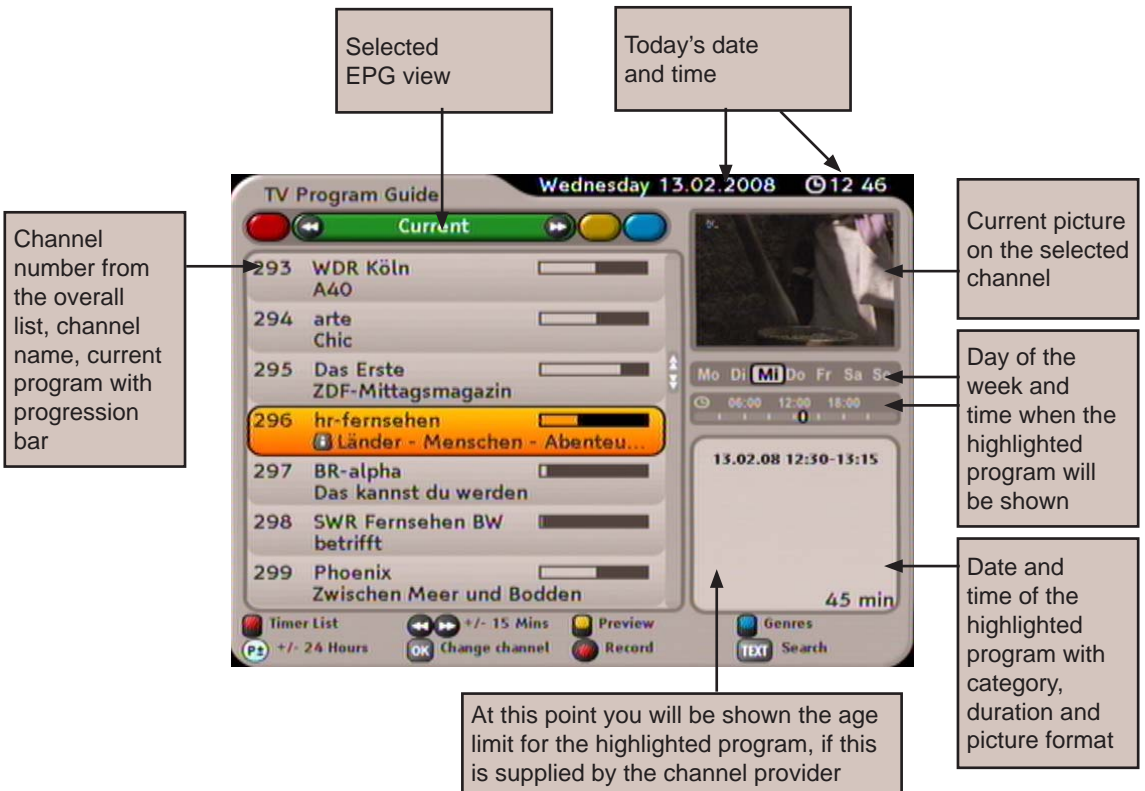 Selected
EPG view
Today’s date
and time
Channel
number from
the overall
list, channel
name, current
program with
progression
bar
TV Program Guide
Wednesday 13.02.2008 12 46
Current
293 WDR Köln
A40
294 arte
Chic
295 Das Erste
ZDF-Mittagsmagazin
296 hr-fernsehen
Länder - Menschen - Abenteu...
297 BR-alpha
Das kannst du werden
298 SWR Fernsehen BW
betrifft
299 Phoenix
Zwischen Meer und Bodden
Mo Di Mi Do Fr Sa So
06:00 12:00 18:00
0
13.02.08 12:30-13:15
45 min
Timer List +/- 15 Mins Preview Genres
P± +/- 24 Hours OK Change channel Record TEXT Search
Current picture
on the selected
channel
Day of the
week and
time when the
highlighted
program will
be shown
Date and
time of the
highlighted
program with
category,
duration and
picture format
At this point you will be shown the age
limit for the highlighted program, if this
is supplied by the channel provider